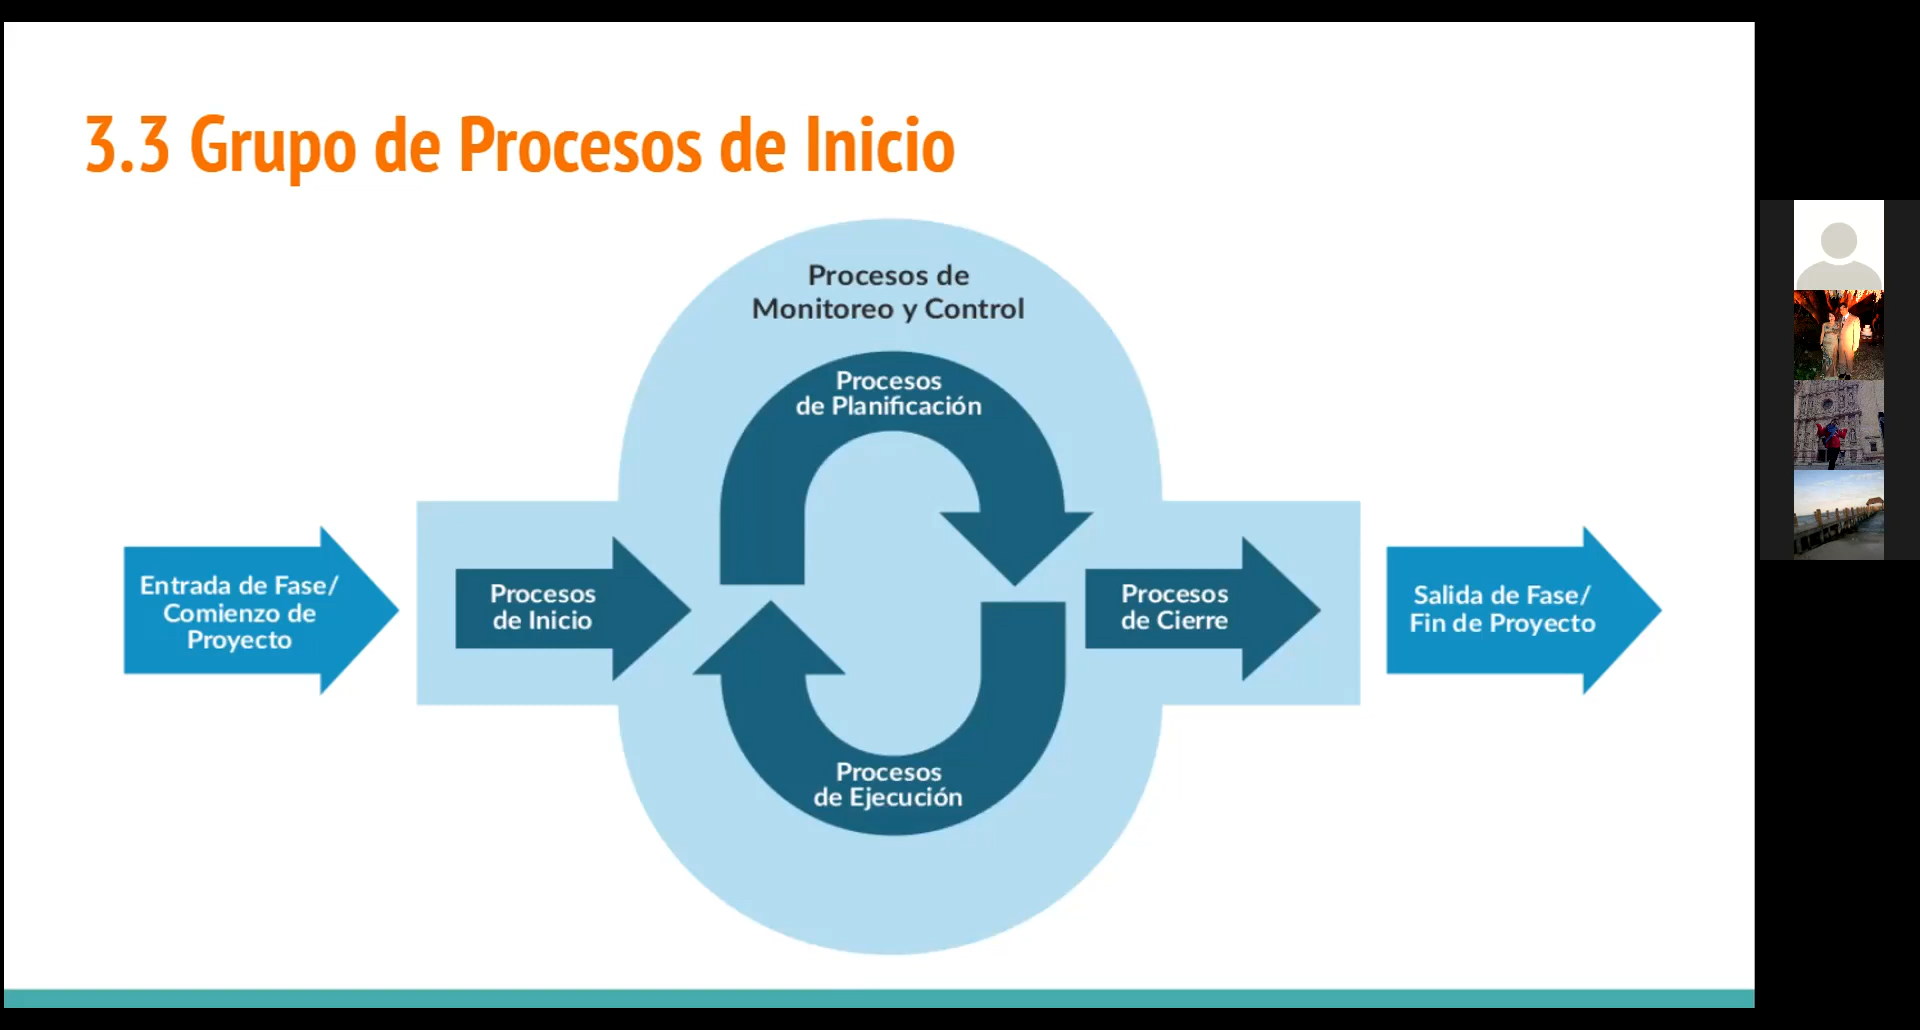 3.3 Grupo de Procesos de Inicio
Procesos de
Monitoreo y Control
Procesos
de Planificación
Entrada de Fase/
Comienzo de
Proyecto
Procesos
de Inicio
Procesos
de Cierre
Salida de Fase/
Fin de Proyecto
Procesos
de Ejecución